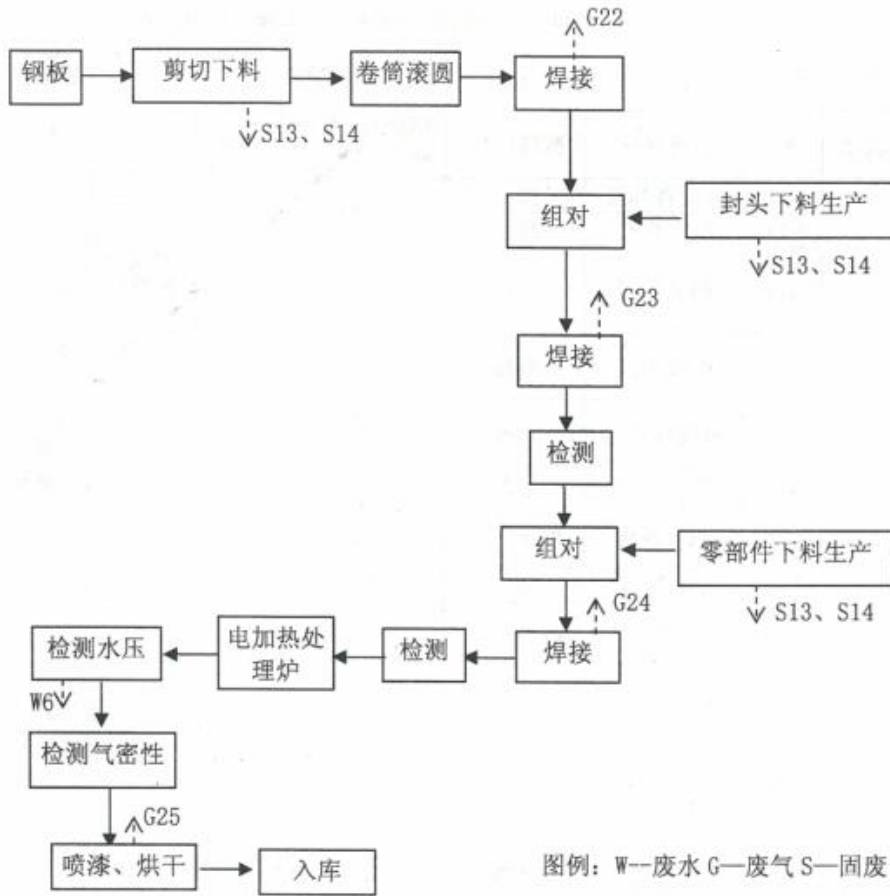 G22
钢板
剪切下料
卷筒滚圆
焊接
S13、S14
组对
封头下料生产
S13、S14
G23
焊接
检测
组对
零部件下料生产
G24
S13、S14
检测水压
电加热处
理炉
检测
焊接
W6
检测气密性
G25
喷漆、烘干
入库
图例：W--废水 G—废气 S—固废